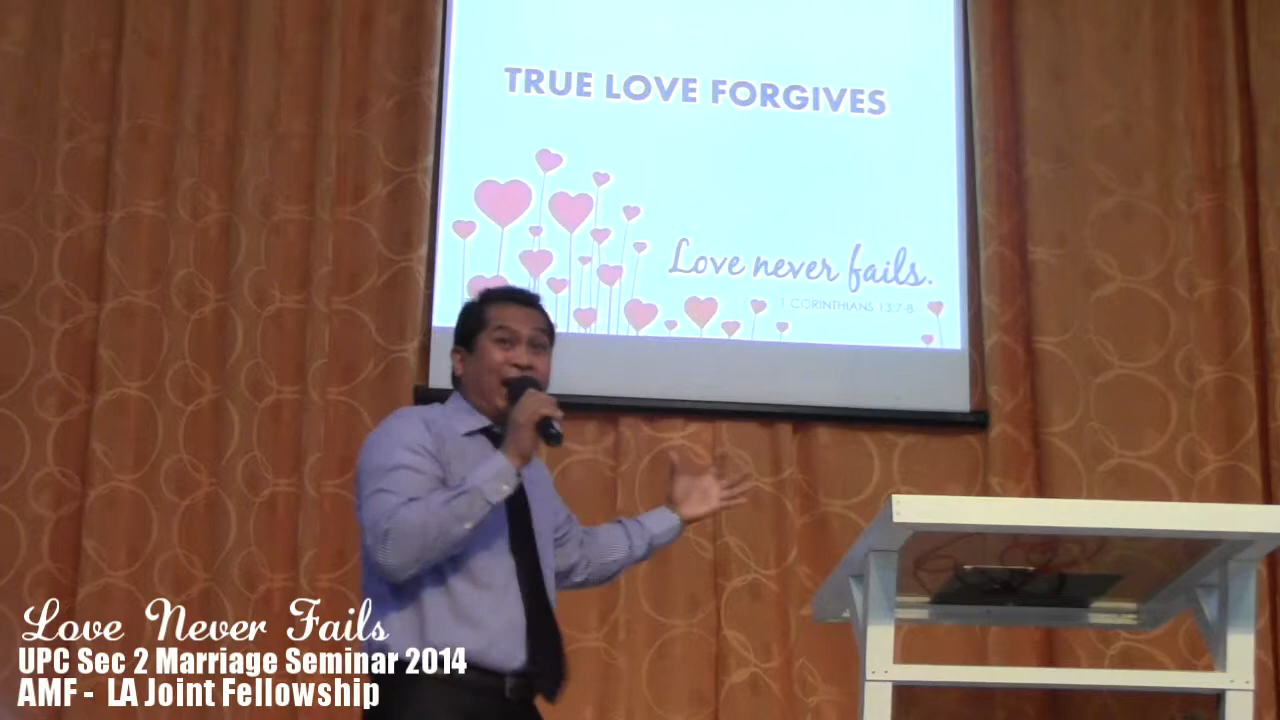 TRUE LOVE FORGIVES
Love never fails.
1 CORINTHIANS 13:7-8
Love Never Fails
UPC Sec 2 Marriage Seminar 2014
AMF - LA Joint Fellowship